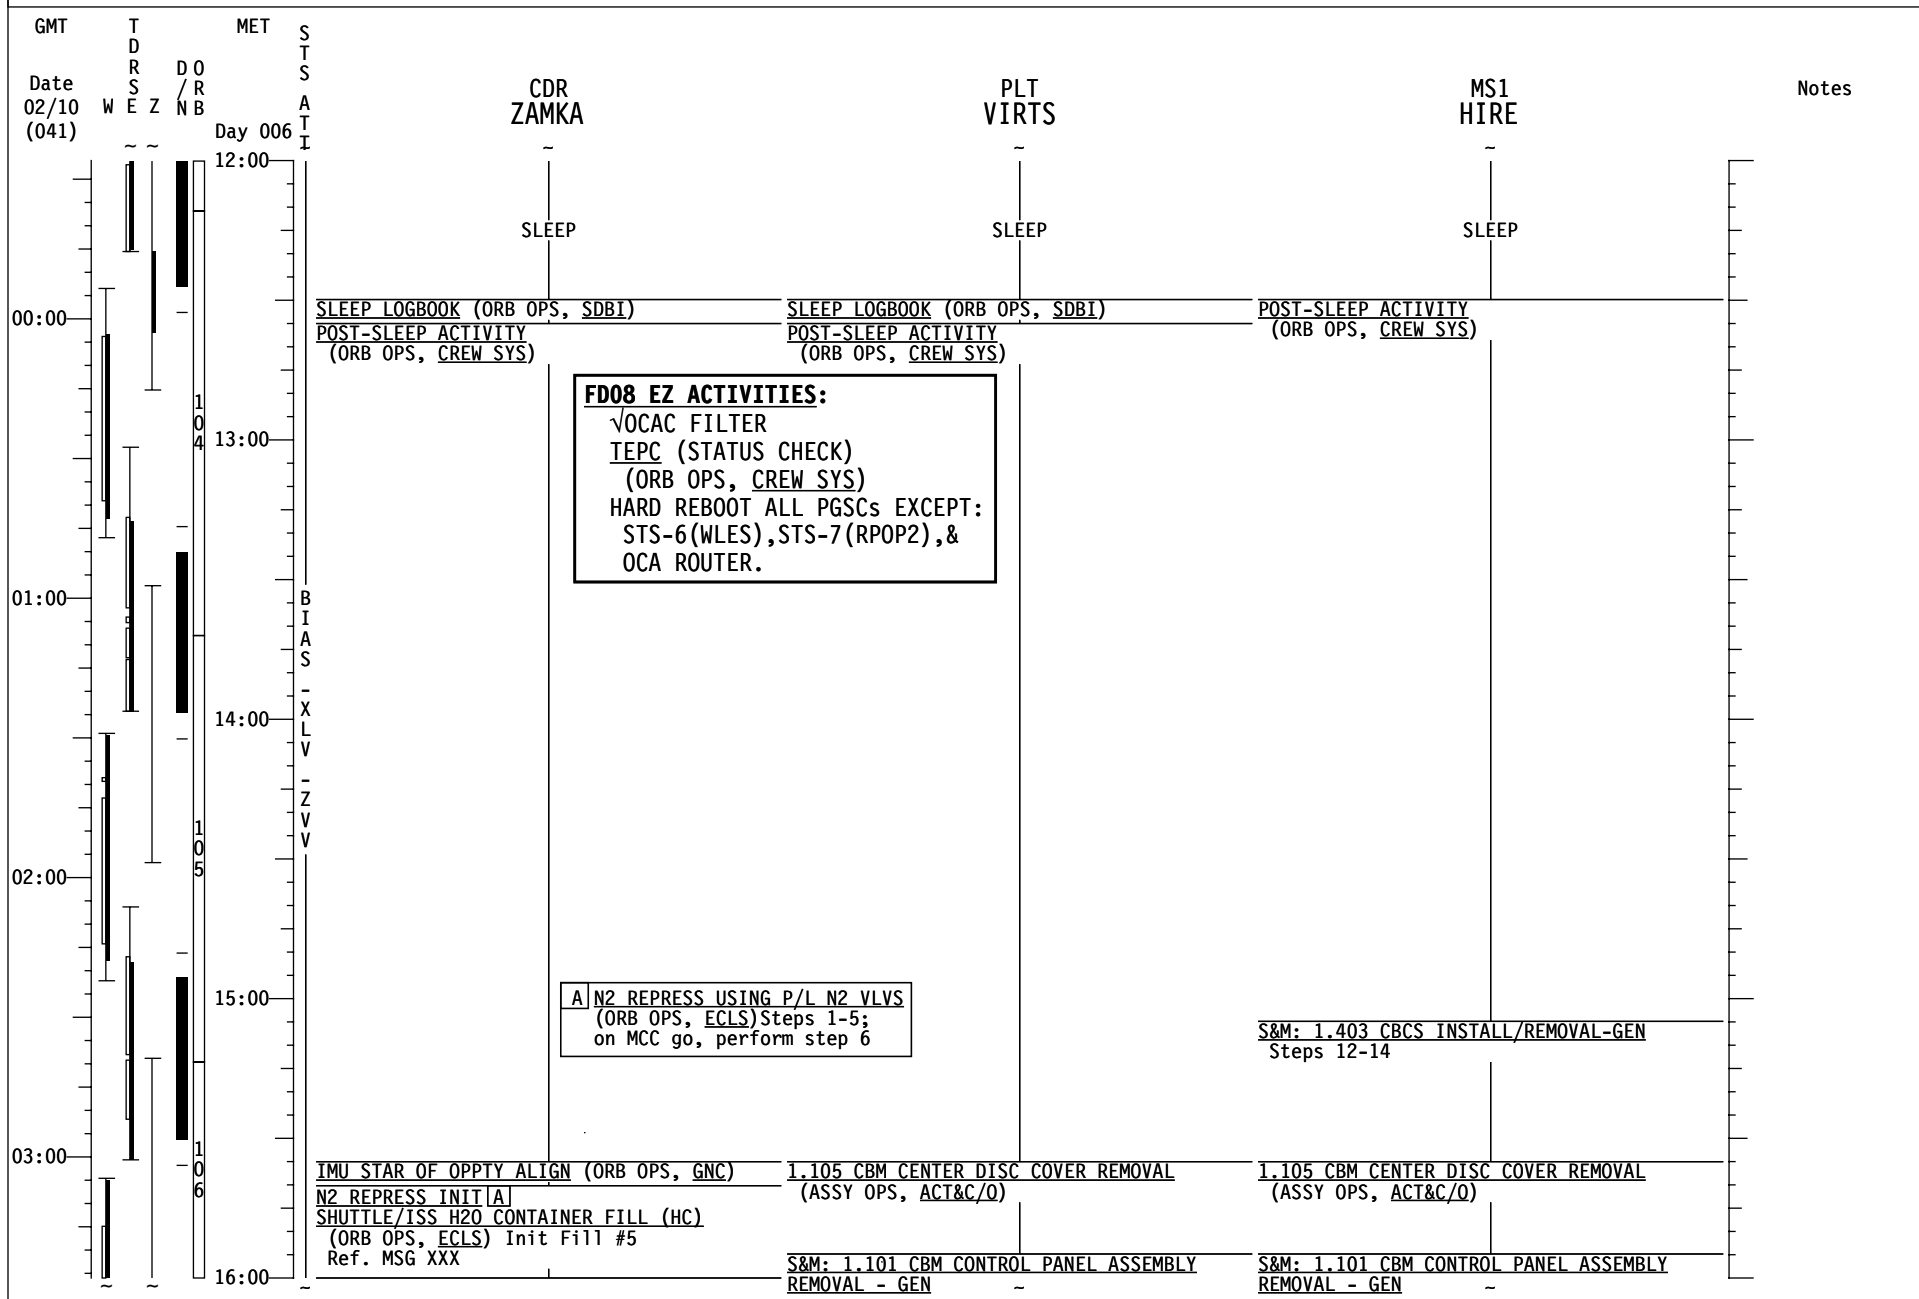 GMT
TDRS
MET
STS ATT
Date
02/10
(041)
W E Z
D/N
ORB
Day 006
CDR
ZAMKA
PLT
VIRTS
MS1
HIRE
Notes
~ ~ ~ ~ ~
12:00
SLEEP
SLEEP
SLEEP
SLEEP LOGBOOK (ORB OPS, SDBI)
POST-SLEEP ACTIVITY
(ORB OPS, CREW SYS)
SLEEP LOGBOOK (ORB OPS, SDBI)
POST-SLEEP ACTIVITY
(ORB OPS, CREW SYS)
POST-SLEEP ACTIVITY
(ORB OPS, CREW SYS)
00:00
FD08 EZ ACTIVITIES:
√OCAC FILTER
TEPC (STATUS CHECK)
(ORB OPS, CREW SYS)
HARD REBOOT ALL PGSCs EXCEPT:
STS-6(WLES),STS-7(RPOP2),&
OCA ROUTER.
104
13:00
01:00
BIAS -XLV -ZVV
14:00
105
02:00
15:00
A N2 REPRESS USING P/L N2 VLVS
(ORB OPS, ECLS)Steps 1-5;
on MCC go, perform step 6
S&M: 1.403 CBCS INSTALL/REMOVAL-GEN
Steps 12-14
03:00
106
IMU STAR OF OPPTY ALIGN (ORB OPS, GNC)
N2 REPRESS INIT A
SHUTTLE/ISS H2O CONTAINER FILL (HC)
(ORB OPS, ECLS) Init Fill #5
Ref. MSG XXX
1.105 CBM CENTER DISC COVER REMOVAL
(ASSY OPS, ACT&C/O)
1.105 CBM CENTER DISC COVER REMOVAL
(ASSY OPS, ACT&C/O)
S&M: 1.101 CBM CONTROL PANEL ASSEMBLY
REMOVAL - GEN
S&M: 1.101 CBM CONTROL PANEL ASSEMBLY
REMOVAL - GEN
16:00
~ ~ ~ ~ ~